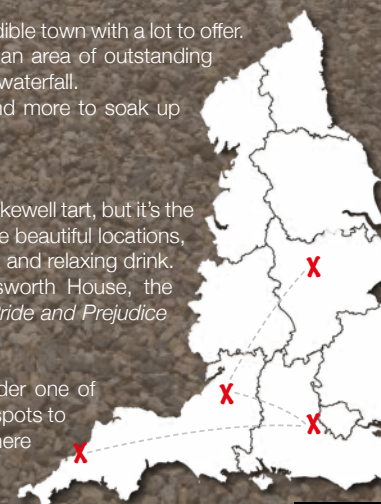 dible town with a lot to offer.
an area of outstanding
waterfall.
nd more to soak up
kewell tart, but it's the
e beautiful locations,
and relaxing drink.
sworth House, the
ride and Prejudice
der one of
spots to
here